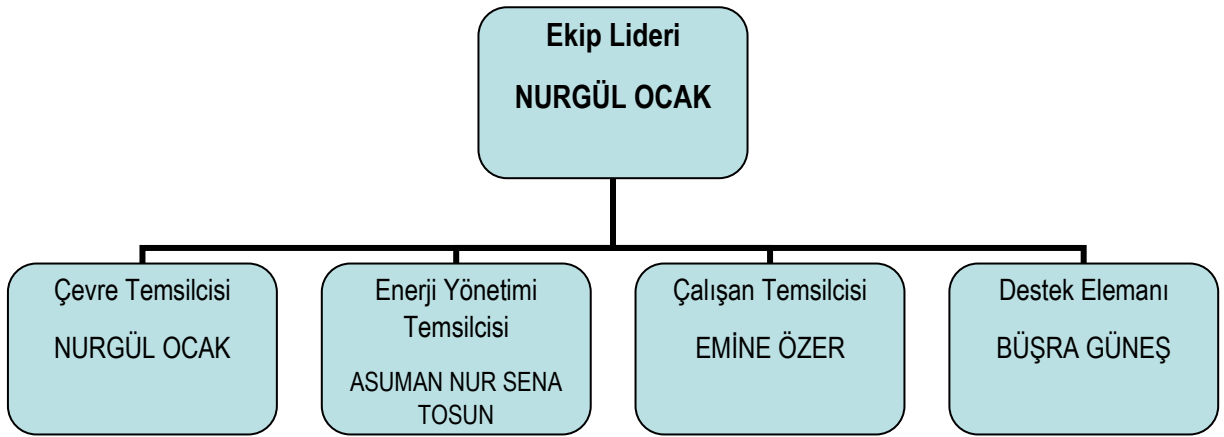 Ekip Lideri
NURGÜL OCAK
Çevre Temsilcisi
NURGÜL OCAK
Enerji Yönetimi
Temsilcisi
ASUMAN NUR SENA
TOSUN
Çalışan Temsilcisi
EMİNE ÖZER
Destek Elemanı
BÜŞRA GÜNEŞ